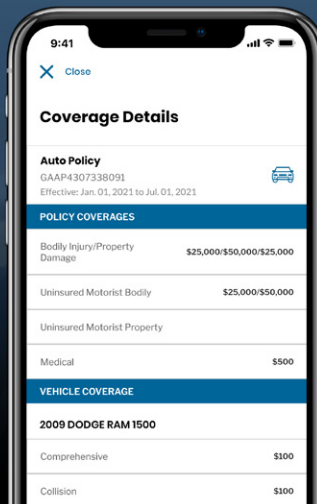 9:41
Close
Coverage Details
Auto Policy
GAAP4307338091
Effective: Jan. 01, 2021 to Jul. 01, 2021
POLICY COVERAGES
Bodily Injury/Property
Damage
$25,000/$50,000/$25,000
Uninsured Motorist Bodily
$25,000/$50,000
Uninsured Motorist Property
Medical
$500
VEHICLE COVERAGE
2009 DODGE RAM 1500
Comprehensive
$100
Collision
$100